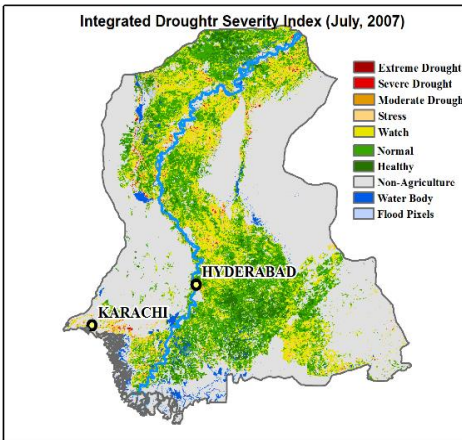 Integrated Droughtr Severity Index (July, 2007)
Extreme Drought
Severe Drought
Moderate Drough
Stress
Watch
Normal
Healthy
Non-Agriculture
Water Body
Flood Pixels
HYDERABAD
KARACHI